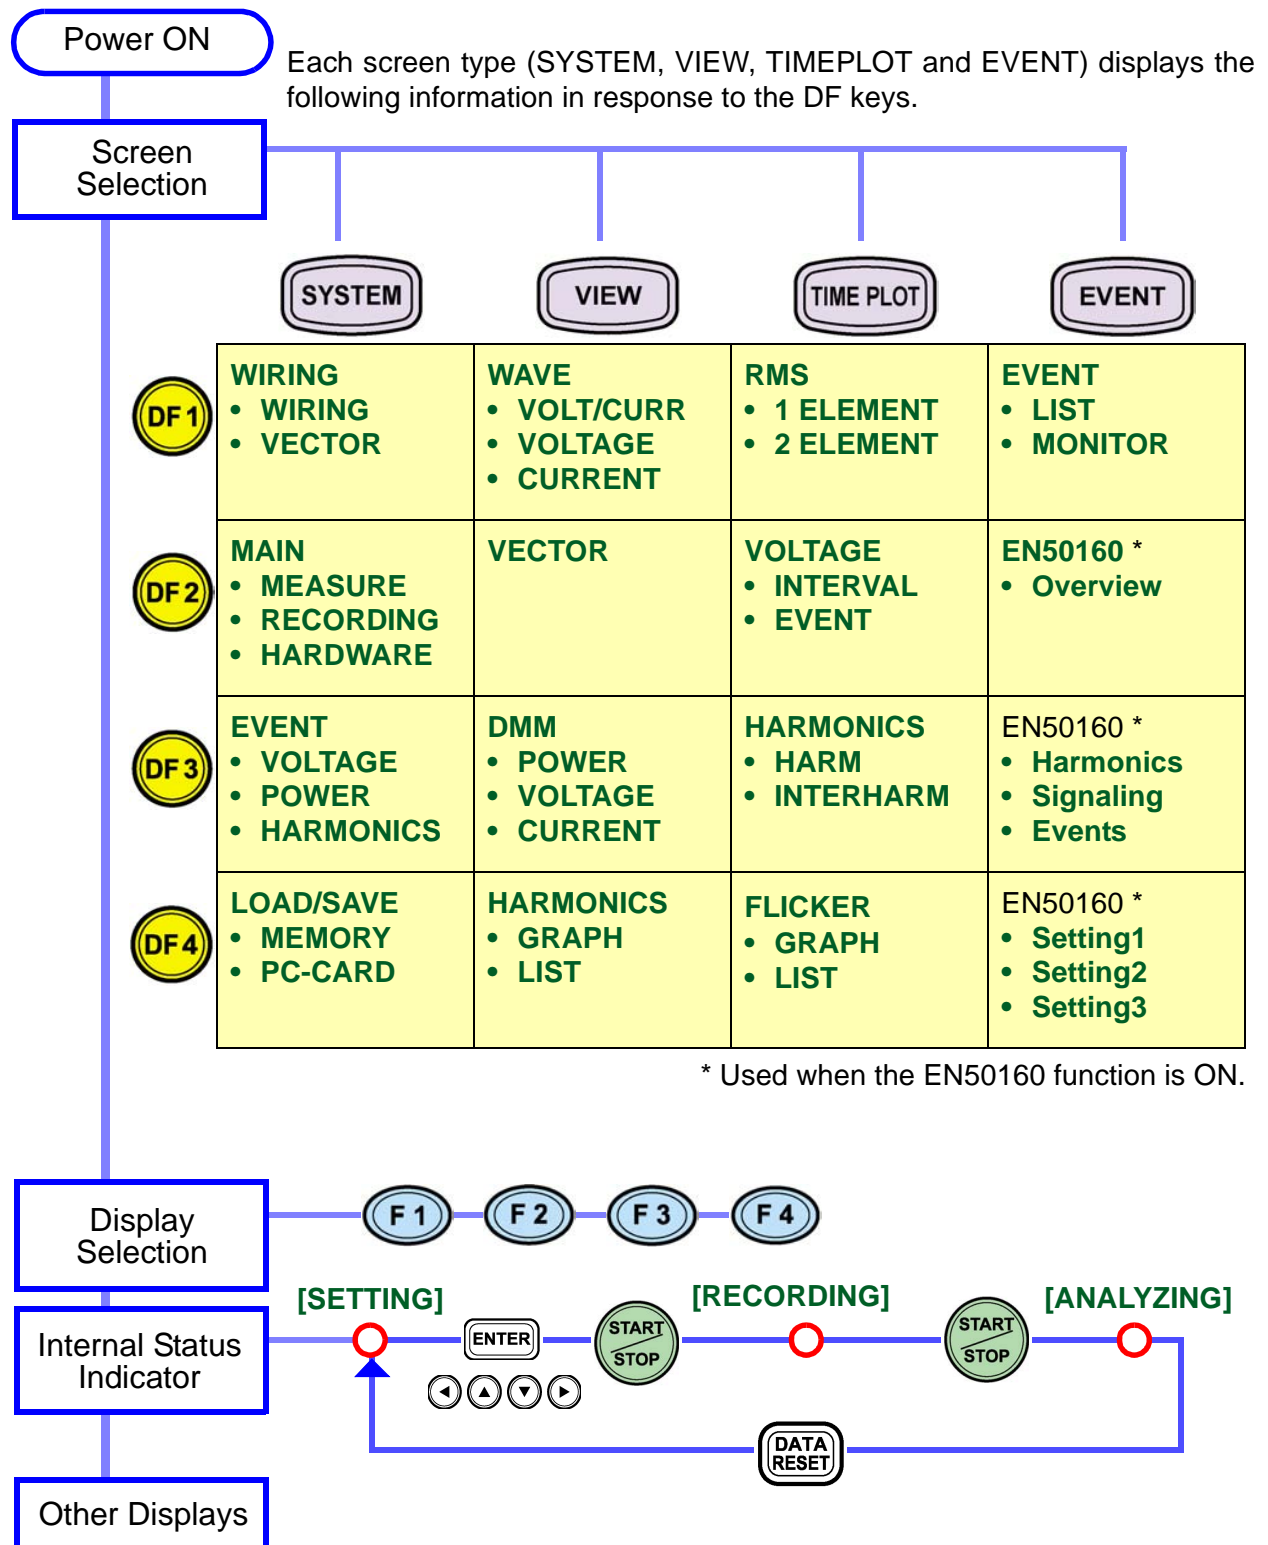 Power ON
Each screen type (SYSTEM, VIEW, TIMEPLOT and EVENT) displays the
following information in response to the DF keys.
Screen
Selection
SYSTEM
VIEW
TIME PLOT
EVENT
DF 1
WIRING
• WIRING
• VECTOR
WAVE
• VOLT/CURR
• VOLTAGE
• CURRENT
RMS
• 1 ELEMENT
• 2 ELEMENT
EVENT
• LIST
• MONITOR
DF 2
MAIN
• MEASURE
• RECORDING
• HARDWARE
VECTOR
VOLTAGE
• INTERVAL
• EVENT
EN50160 *
• Overview
DF 3
EVENT
• VOLTAGE
• POWER
• HARMONICS
DMM
• POWER
• VOLTAGE
• CURRENT
HARMONICS
• HARM
• INTERHARM
EN50160 *
• Harmonics
• Signaling
• Events
DF 4
LOAD/SAVE
• MEMORY
• PC-CARD
HARMONICS
• GRAPH
• LIST
FLICKER
• GRAPH
• LIST
EN50160 *
• Setting1
• Setting2
• Setting3
* Used when the EN50160 function is ON.
Display
Selection
F 1
F 2
F 3
F 4
Internal Status
Indicator
[SETTING]
ENTER
START
STOP
[RECORDING]
START
STOP
[ANALYZING]
DATA
RESET
Other Displays